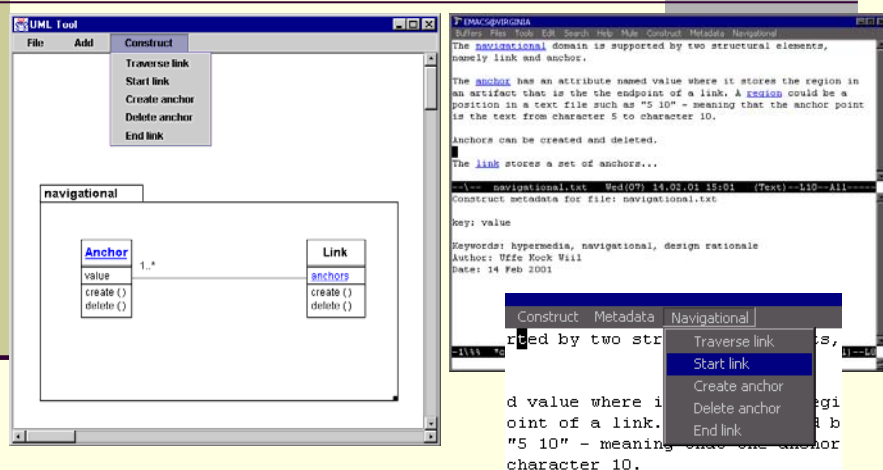 UML Tool
File Add Construct
Traverse link
Start link
Create anchor
Delete anchor
End link
navigational
Anchor
value
create ()
delete ()
1..*
Link
anchors
create ()
delete ()
EMACS@VIRGINIA
Buffers Files Tools Edit Search Help Mule Construct Metadata Navigational
The navigational domain is supported by two structural elements,
namely link and anchor.
The anchor has an attribute named value where it stores the region in
an artifact that is the the endpoint of a link. A region could be a
position in a text file such as "5 10" - meaning that the anchor point
is the text from character 5 to character 10.
Anchors can be created and deleted.
The link stores a set of anchors...
--\-- navigational.txt Wed(07) 14.02.01 15:01 (Text)--L10--All-----
Construct metadata for file: navigational.txt
key: value
Keywords: hypermedia, navigational, design rationale
Author: Uffe Kock Wiil
Date: 14 Feb 2001
Construct Metadata Navigational
Traverse link
Start link
Create anchor
Delete anchor
End link
rted by two str s,
d value where i egi
oint of a link. b
"5 10" - meaning that the anchor
character 10.